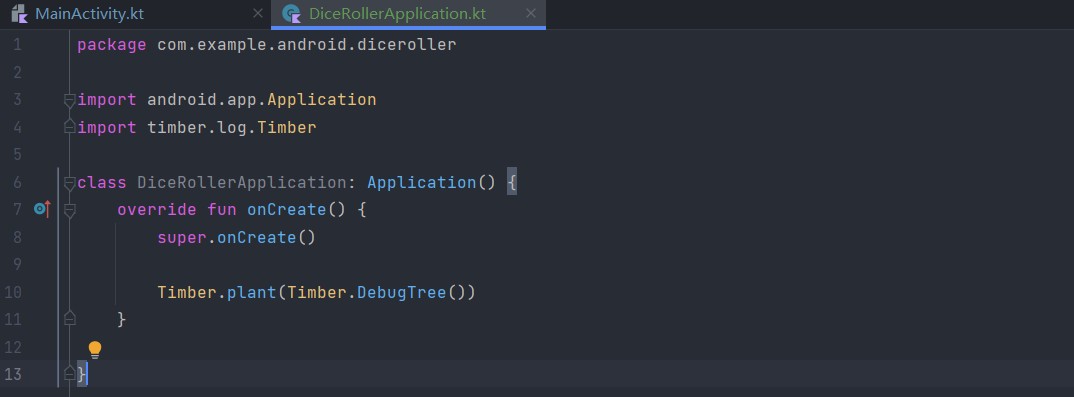 MainActivity.kt
DiceRollerApplication.kt
1 package com.example.android.diceroller
2
3 import android.app.Application
4 import timber.log.Timber
5
6 class DiceRollerApplication: Application() {
7     override fun onCreate() {
8         super.onCreate()
9
10         Timber.plant(Timber.DebugTree())
11     }
12
13 }